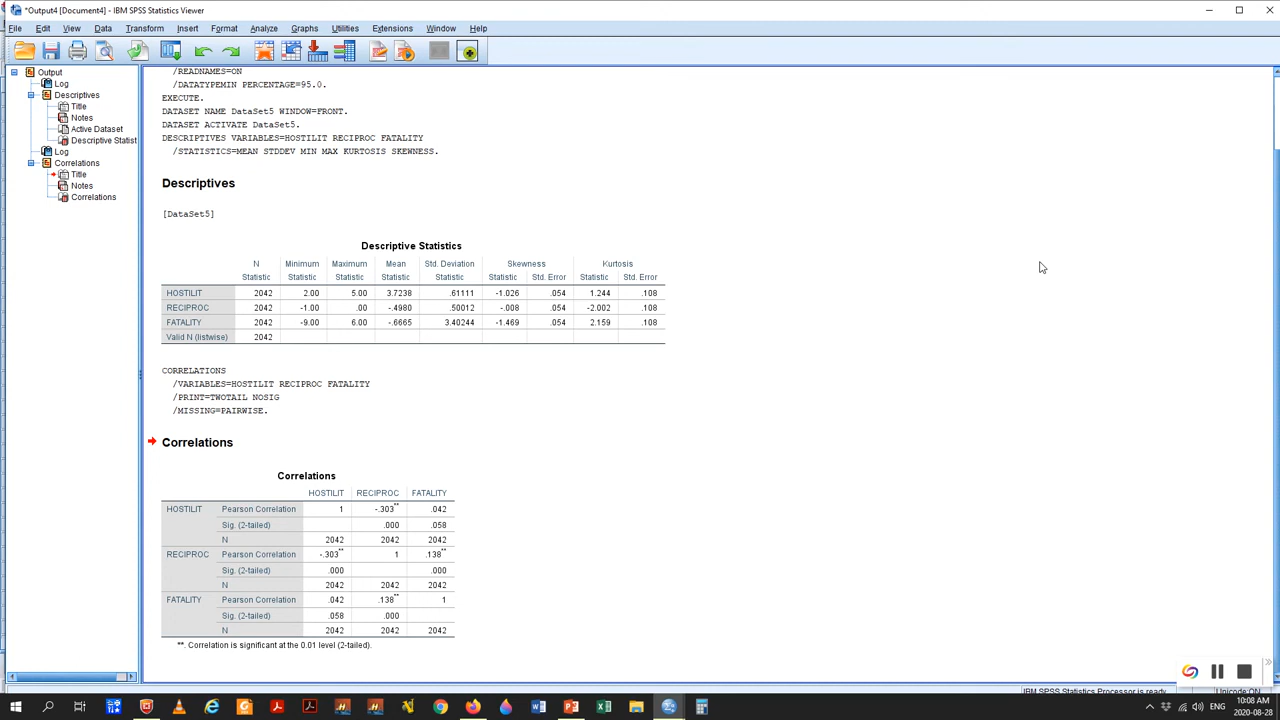 *Output4 [Document4] - IBM SPSS Statistics Viewer
File Edit View Data Transform Insert Format Analyze Graphs Utilities Extensions Window Help
Output
Log
Descriptives
Title
Notes
Active Dataset
Descriptive Statist
Log
Correlations
Title
Notes
Correlations
/READNAMES=ON
/DATATYPEMIN PERCENTAGE=95.0.
EXECUTE.
DATASET NAME DataSet5 WINDOW=FRONT.
DATASET ACTIVATE DataSet5.
DESCRIPTIVES VARIABLES=HOSTILIT RECIPROC FATALITY
/STATISTICS=MEAN STDDEV MIN MAX KURTOSIS SKEWNESS.
Descriptives
[DataSet5]
Descriptive Statistics
N Minimum Maximum Mean Std. Deviation Skewness Kurtosis
Statistic Statistic Statistic Statistic Statistic Statistic Std. Error Statistic Std. Error
HOSTILIT 2042 2.00 5.00 3.7238 .61111 -1.026 .054 1.244 .108
RECIPROC 2042 -1.00 .00 -.4980 .50012 -.008 .054 -2.002 .108
FATALITY 2042 -9.00 6.00 -.6665 3.40244 -1.469 .054 2.159 .108
Valid N (listwise) 2042
CORRELATIONS
/VARIABLES=HOSTILIT RECIPROC FATALITY
/PRINT=TWOTAIL NOSIG
/MISSING=PAIRWISE.
Correlations
Correlations
HOSTILIT RECIPROC FATALITY
HOSTILIT Pearson Correlation 1 -.303** .042
Sig. (2-tailed) .000 .058
N 2042 2042 2042
RECIPROC Pearson Correlation -.303** 1 .138**
Sig. (2-tailed) .000 .000
N 2042 2042 2042
FATALITY Pearson Correlation .042 .138** 1
Sig. (2-tailed) .058 .000
N 2042 2042 2042
**. Correlation is significant at the 0.01 level (2-tailed).
IBM SPSS Statistics Processor is ready
Unicode:ON
10:08 AM
2020-08-28